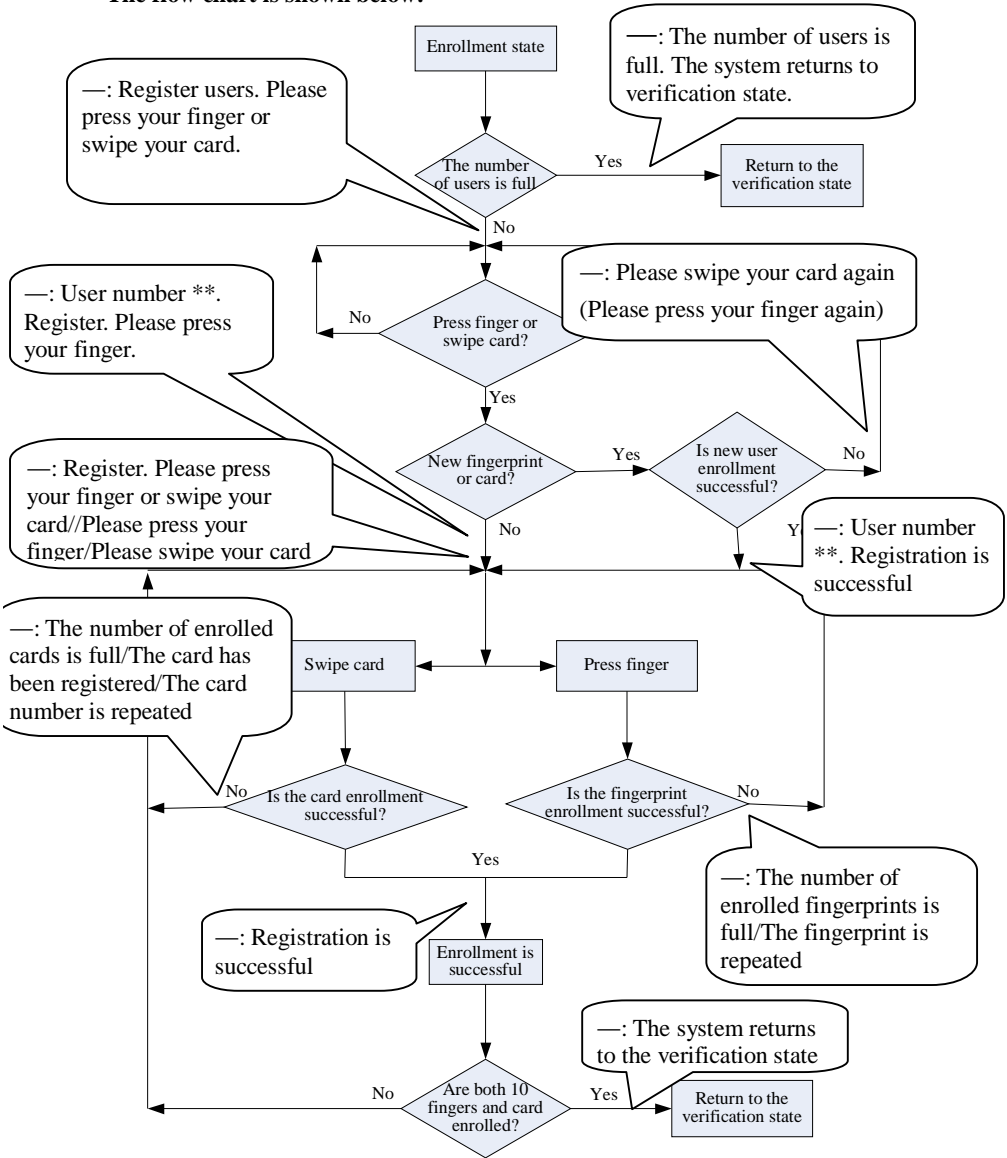 Enrollment state
—: The number of users is
full. The system returns to
verification state.
—: Register users. Please
press your finger or
swipe your card.
The number
of users is full
Yes
Return to the
verification state
No
—: Please swipe your card again
(Please press your finger again)
—: User number **.
Register. Please press
your finger.
No
Press finger or
swipe card?
Yes
New fingerprint
or card?
Yes
Is new user
enrollment
successful?
No
—: Register. Please press
your finger or swipe your
card//Please press your
finger/Please swipe your card
No
—: User number
**. Registration is
successful
—: The number of enrolled
cards is full/The card has
been registered/The card
number is repeated
Swipe card
Press finger
No
Is the card enrollment
successful?
Is the fingerprint
enrollment successful?
No
Yes
—: The number of
enrolled fingerprints is
full/The fingerprint is
repeated
—: Registration is
successful
Enrollment is
successful
—: The system returns
to the verification state
No
Are both 10
fingers and card
enrolled?
Yes
Return to the
verification state